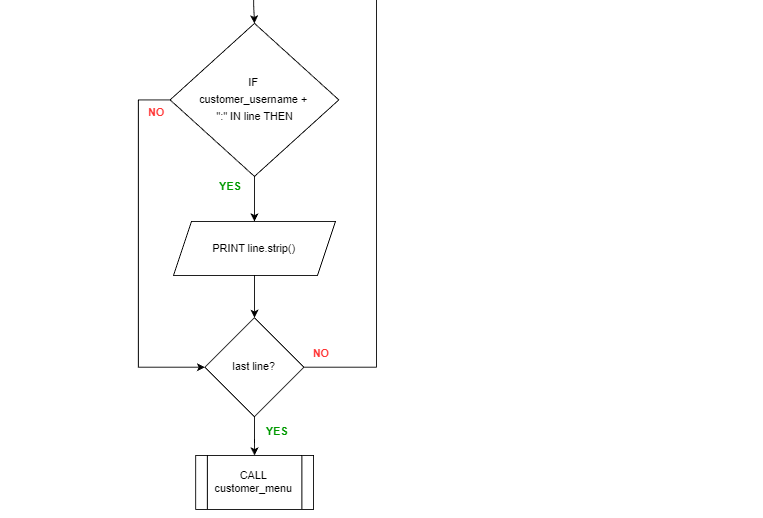 IF
customer_username +
":" IN line THEN
NO
YES
PRINT line.strip()
last line?
NO
YES
CALL
customer_menu